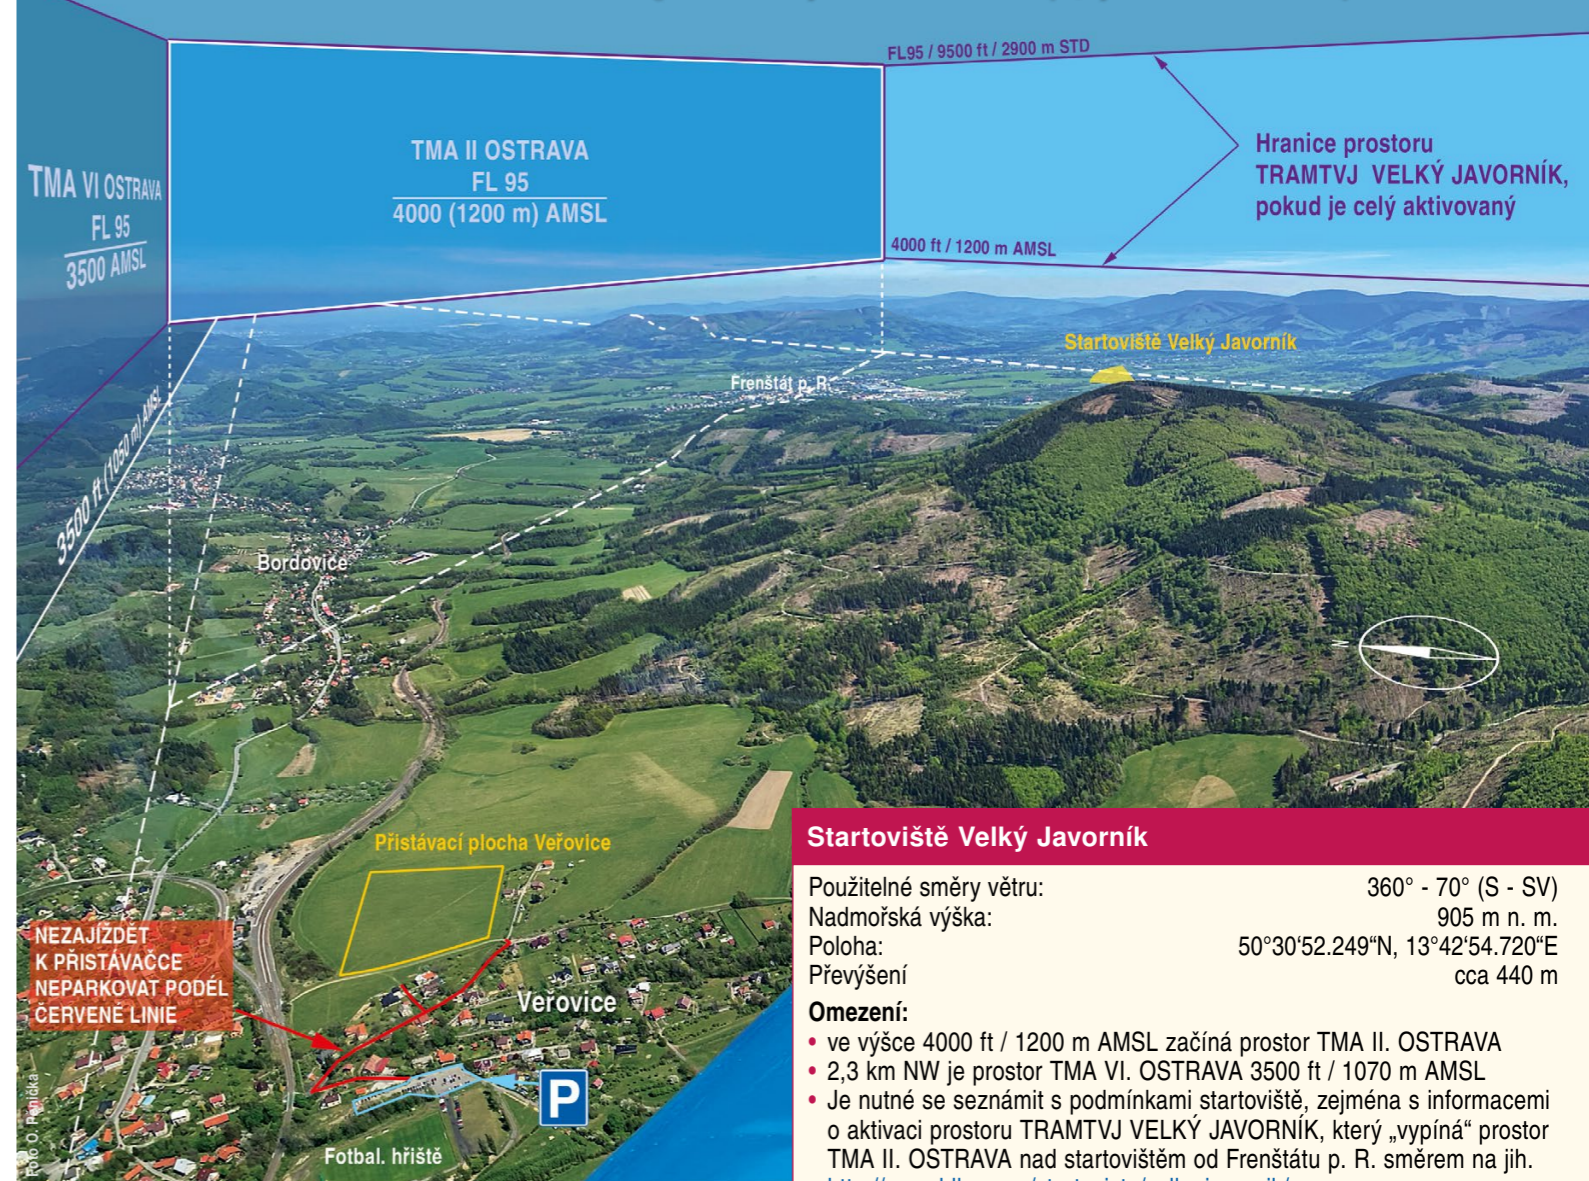 FL95 / 9500 ft / 2900 m STD
TMA II OSTRAVA
FL 95
4000 (1200 m) AMSL
TMA VI OSTRAVA
FL 95
3500 AMSL
Hranice prostoru
TRAMTVJ VELKÝ JAVORNÍK,
pokud je celý aktivovaný
4000 ft / 1200 m AMSL
Startoviště Velký Javorník
Frenštát p. R.
3500 ft (1050 m) AMSL
Bordovice
N
Přistávací plocha Veřovice
NEZAJÍŽDĚT
K PŘISTÁVAČCE
NEPARKOVAT PODÉL
ČERVENÉ LINIE
Veřovice
P
Fotbal. hřiště
Foto O.
Startoviště Velký Javorník
Použitelné směry větru: 360° - 70° (S - SV)
Nadmořská výška: 905 m n. m.
Poloha: 50°30‘52.249“N, 13°42‘54.720“E
Převýšení cca 440 m
Omezení:
• ve výšce 4000 ft / 1200 m AMSL začíná prostor TMA II. OSTRAVA
• 2,3 km NW je prostor TMA VI. OSTRAVA 3500 ft / 1070 m AMSL
• Je nutné se seznámit s podmínkami startoviště, zejména s informacemi
o aktivaci prostoru TRAMTVJ VELKÝ JAVORNÍK, který „vypíná“ prostor
TMA II. OSTRAVA nad startovištěm od Frenštátu p. R. směrem na jih.